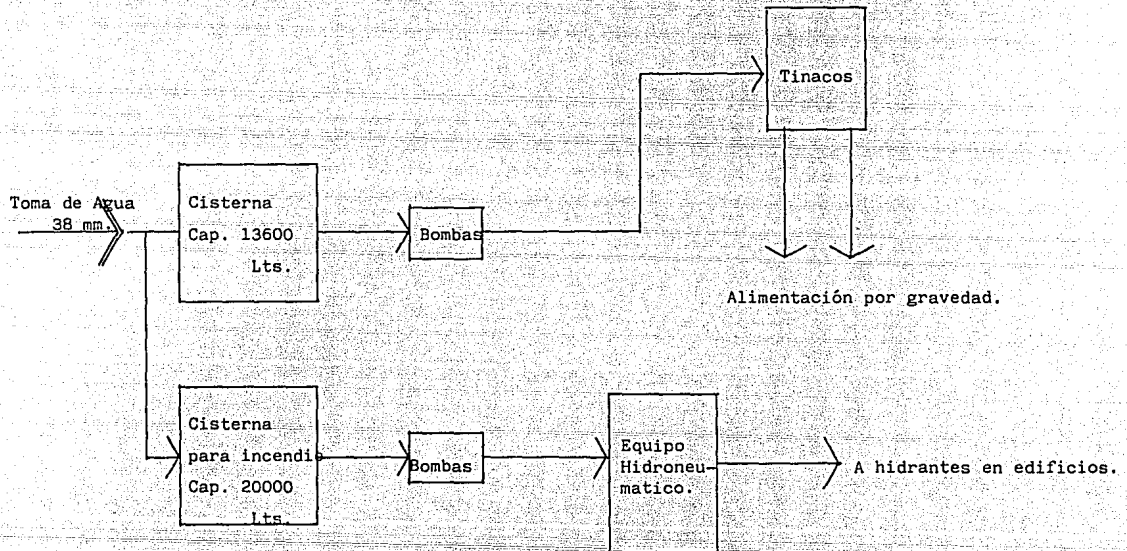 Tinacos
Toma de Agua
38 mm.
Cisterna
Cap. 13600
Lts.
Bombas
Alimentación por gravedad.
Cisterna
para incendio
Cap. 20000
Lts.
Bombas
Equipo
Hidroneu-
matico.
A hidrantes en edificios.